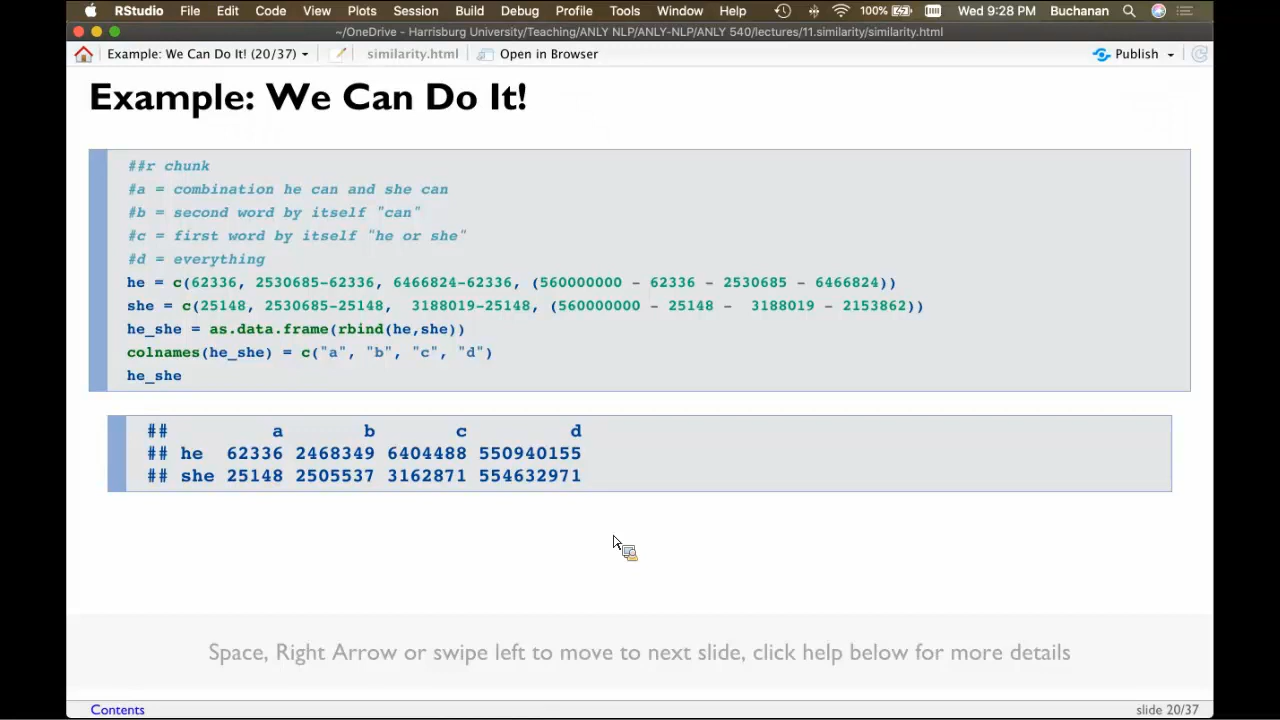 RStudio File Edit Code View Plots Session Build Debug Profile Tools Window Help 100% Wed 9:28 PM Buchanan
~/OneDrive - Harrisburg University/Teaching/ANLY NLP/ANLY-NLP/ANLY 540/lectures/11.similarity/similarity.html
Example: We Can Do It! (20/37) similarity.html Open in Browser Publish
Example: We Can Do It!
##r chunk
#a = combination he can and she can
#b = second word by itself "can"
#c = first word by itself "he or she"
#d = everything
he = c(62336, 2530685-62336, 6466824-62336, (560000000 - 62336 - 2530685 - 6466824))
she = c(25148, 2530685-25148, 3188019-25148, (560000000 - 25148 - 3188019 - 2153862))
he_she = as.data.frame(rbind(he,she))
colnames(he_she) = c("a", "b", "c", "d")
he_she
## a b c d
## he 62336 2468349 6404488 550940155
## she 25148 2505537 3162871 554632971
Space, Right Arrow or swipe left to move to next slide, click help below for more details
Contents slide 20/37